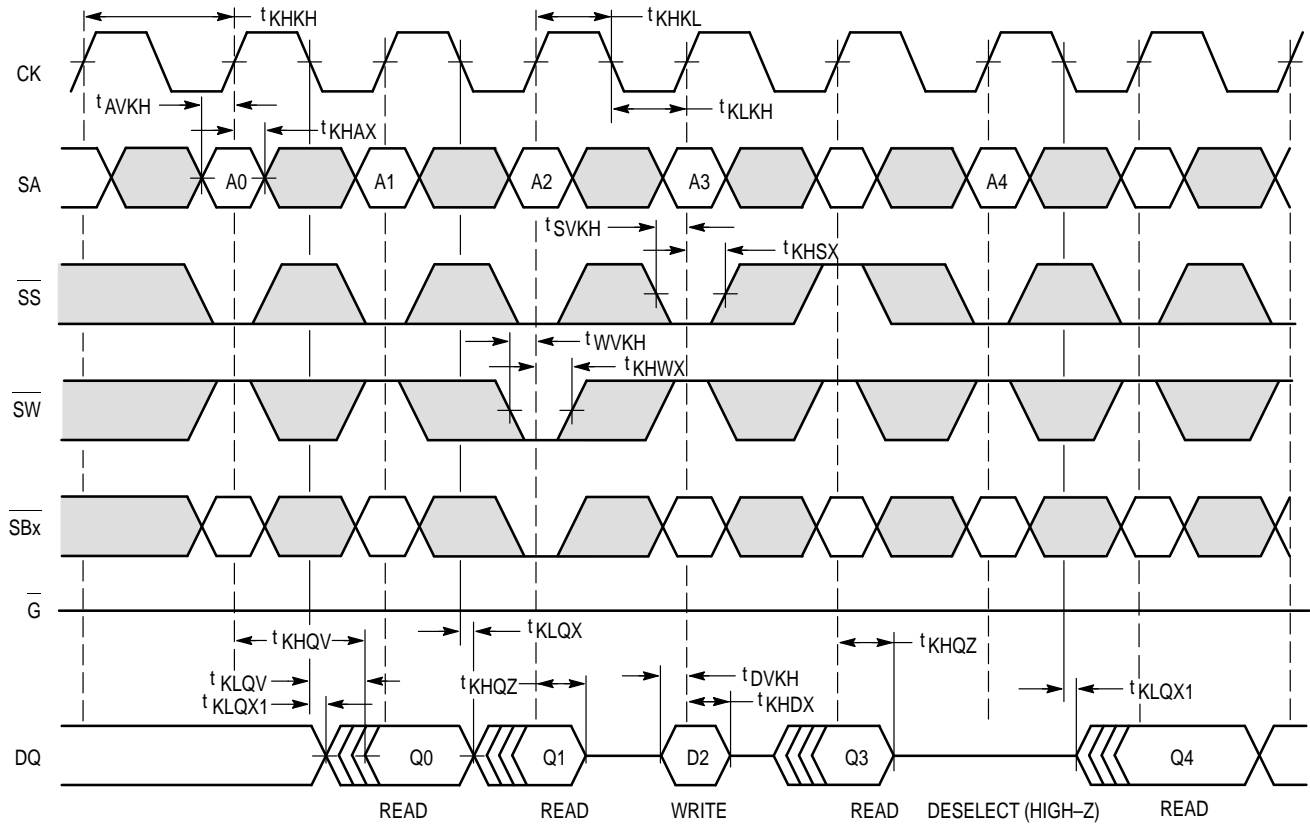 tKHKH
tKHKL
CK
tAVKH
tKHAX
tKLKH
SA
A0
A1
A2
A3
A4
tSVKH
tKHSX
SS
tWVKH
tKHWX
SW
SBx
G
tKHQV
tKLQX
tKHQZ
tKLQV
tKHQZ
tDVKH
tKLQX1
tKHDX
tKLQX1
DQ
Q0
Q1
D2
Q3
Q4
READ
READ
WRITE
READ
DESELECT (HIGH–Z)
READ